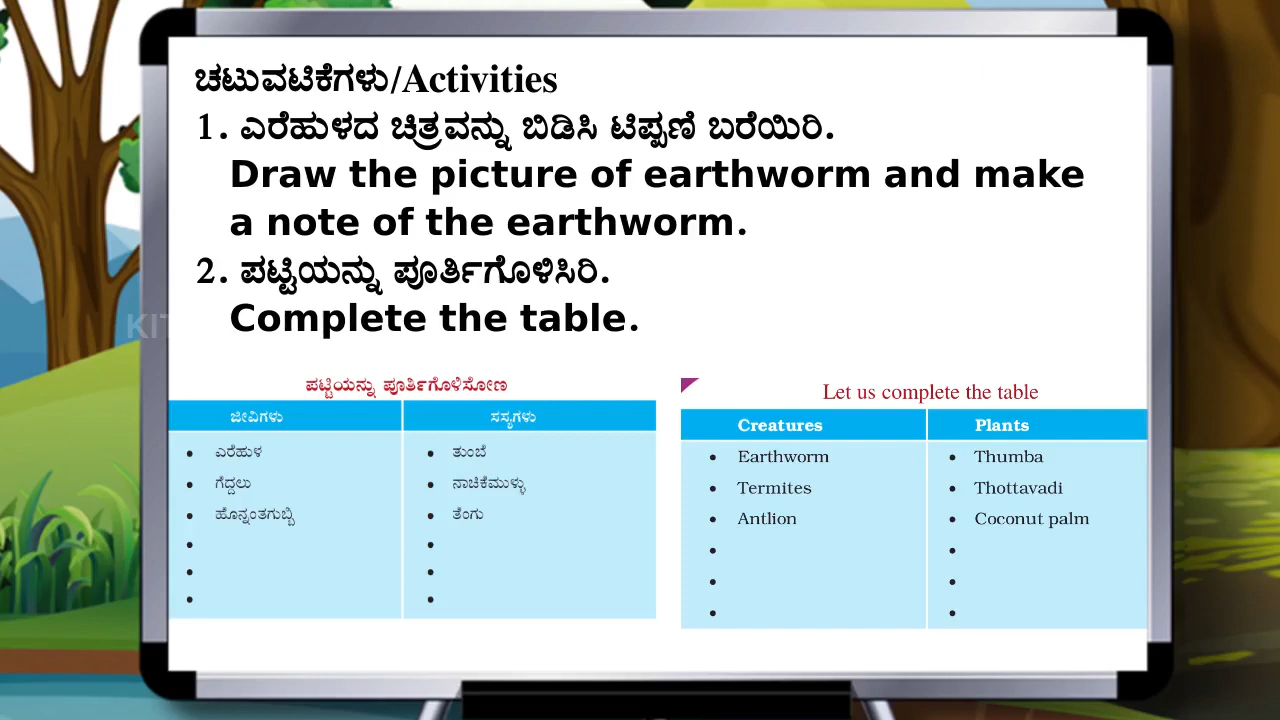 ಚಟುವಟಿಕೆಗಳು/Activities
1. ಎರೆಹುಳದ ಚಿತ್ರವನ್ನು ಬಿಡಿಸಿ ಟಿಪ್ಪಣಿ ಬರೆಯಿರಿ.
Draw the picture of earthworm and make
a note of the earthworm.
2. ಪಟ್ಟಿಯನ್ನು ಪೂರ್ತಿಗೊಳಿಸಿರಿ.
Complete the table.
KIT
ಪಟ್ಟಿಯನ್ನು ಪೂರ್ತಿಗೊಳಿಸೋಣ
ಜೀವಿಗಳು ಸಸ್ಯಗಳು
• ಎರೆಹುಳ • ತುಂಬೆ
• ಗೆದ್ದಲು • ನಾಚಿಕೆಮುಳ್ಳು
• ಹೊನ್ನಂತಗುಬ್ಬಿ • ತೆಂಗು
Let us complete the table
Creatures Plants
• Earthworm • Thumba
• Termites • Thottavadi
• Antlion • Coconut palm